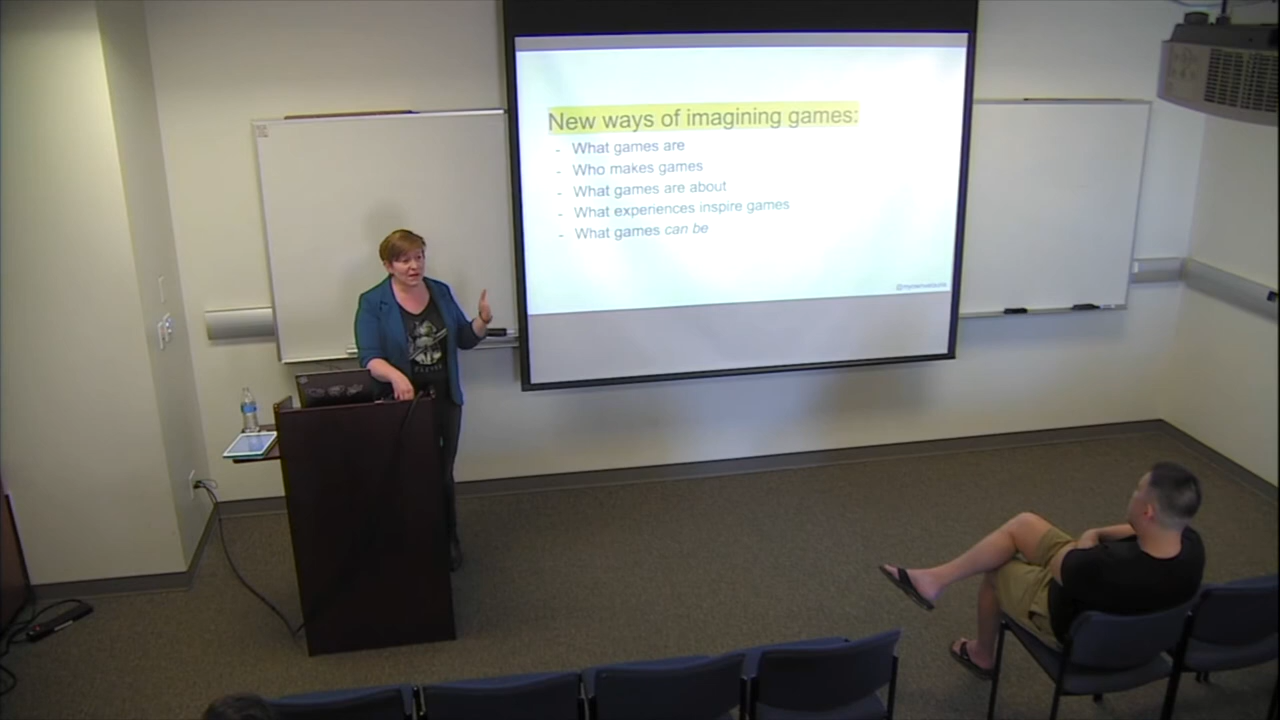 New ways of imagining games:
- What games are
- Who makes games
- What games are about
- What experiences inspire games
- What games can be